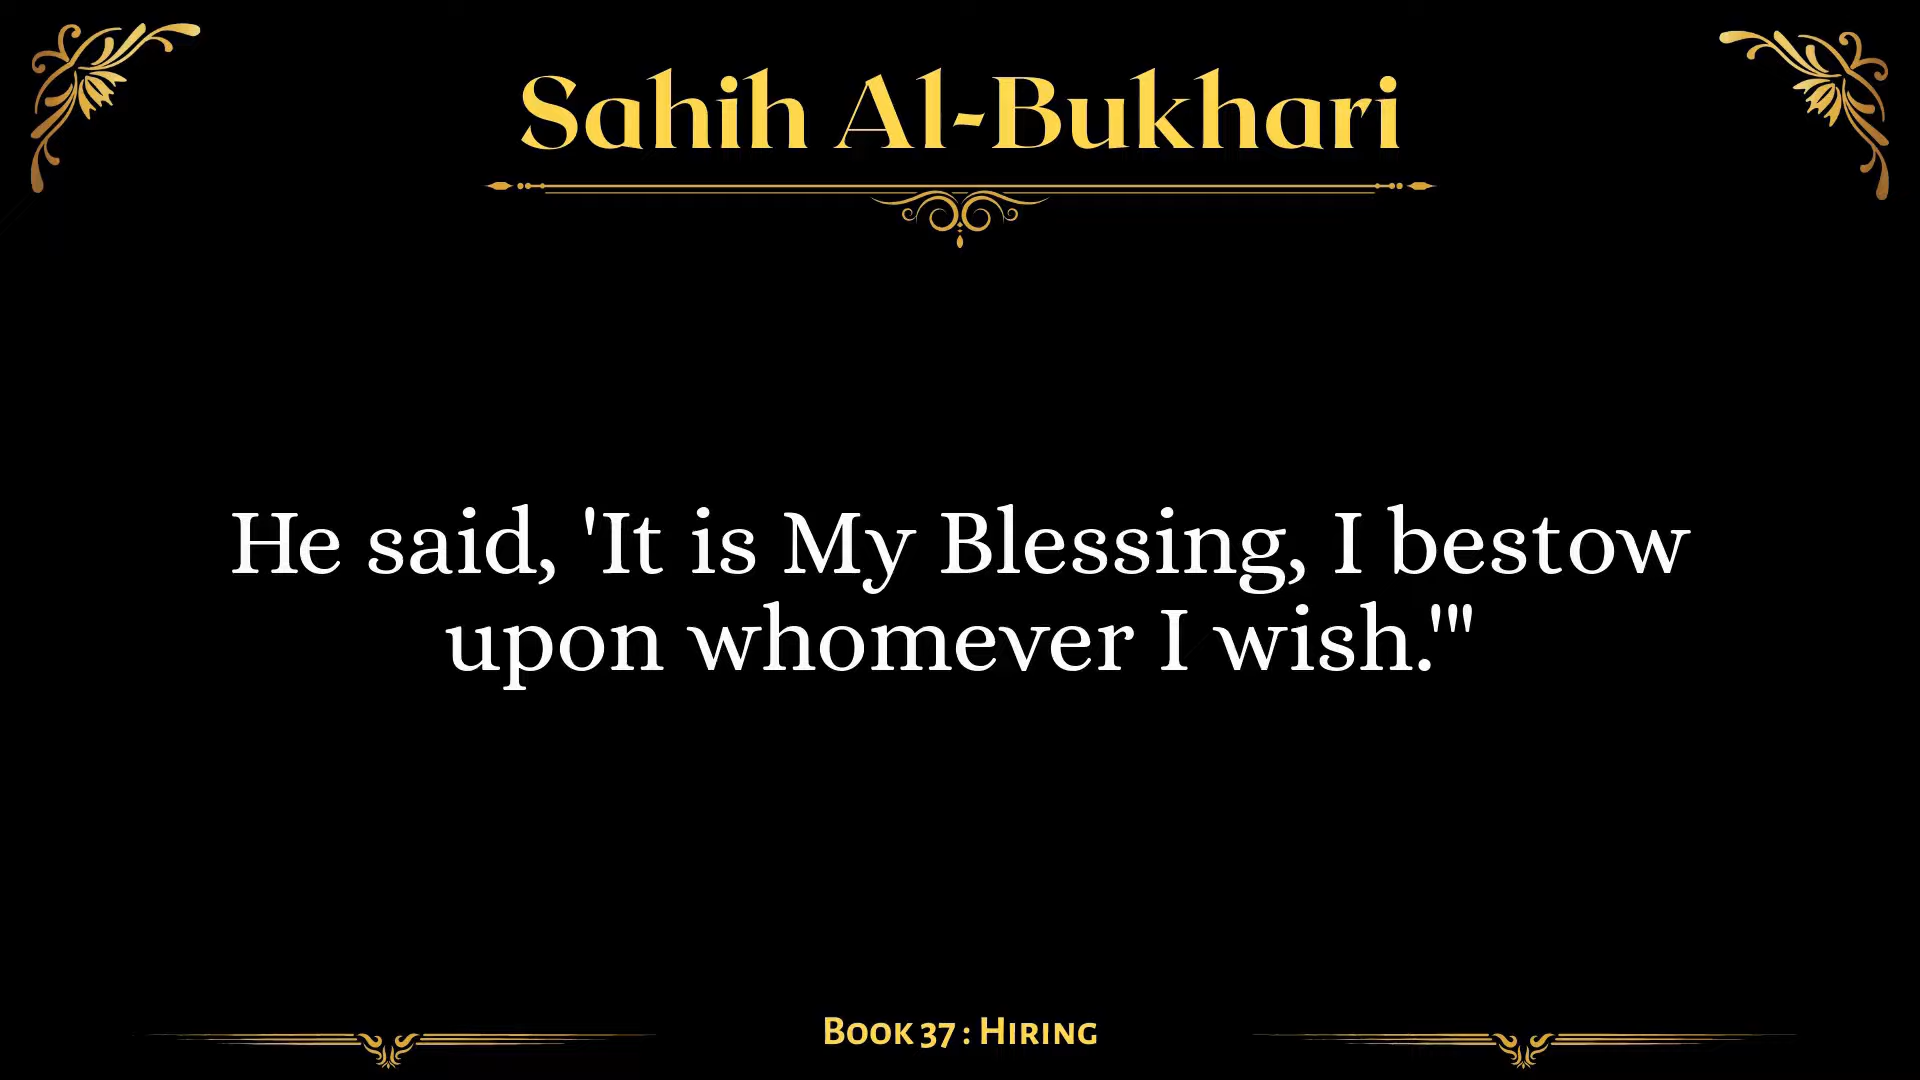 Sahih Al-Bukhari
He said, 'It is My Blessing, I bestow
upon whomever I wish.'"
Book 37 : Hiring